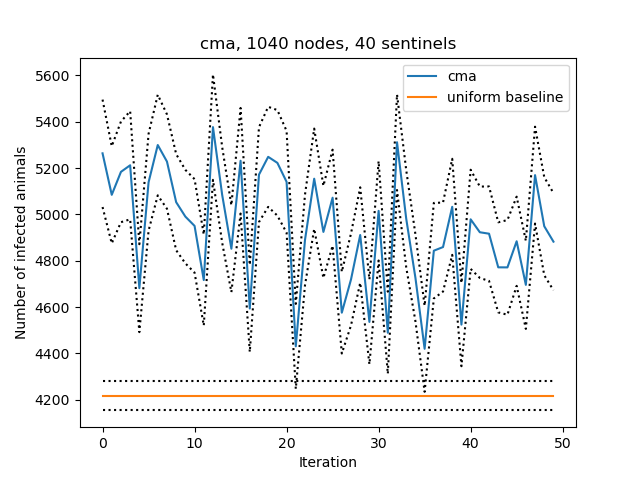 cma, 1040 nodes, 40 sentinels
cma
uniform baseline
Number of infected animals
5600
5400
5200
5000
4800
4600
4400
4200
0 10 20 30 40 50
Iteration